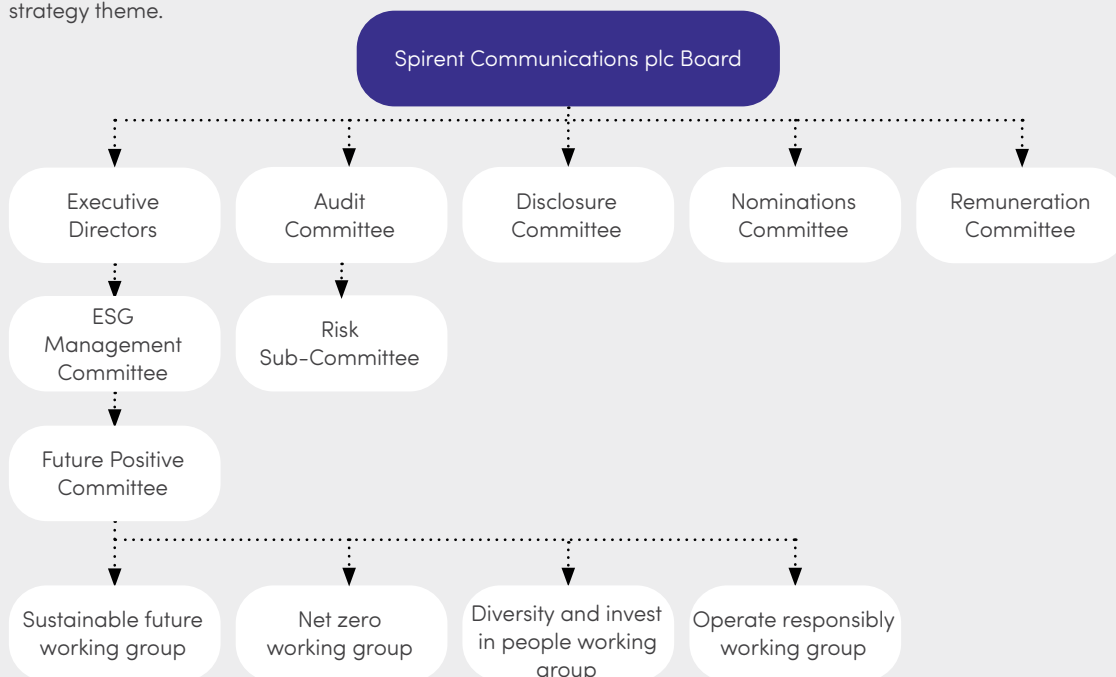 strategy theme.
Spirent Communications plc Board
Executive
Directors
Audit
Committee
Disclosure
Committee
Nominations
Committee
Remuneration
Committee
ESG
Management
Committee
Risk
Sub-Committee
Future Positive
Committee
Sustainable future
working group
Net zero
working group
Diversity and invest
in people working
group
Operate responsibly
working group